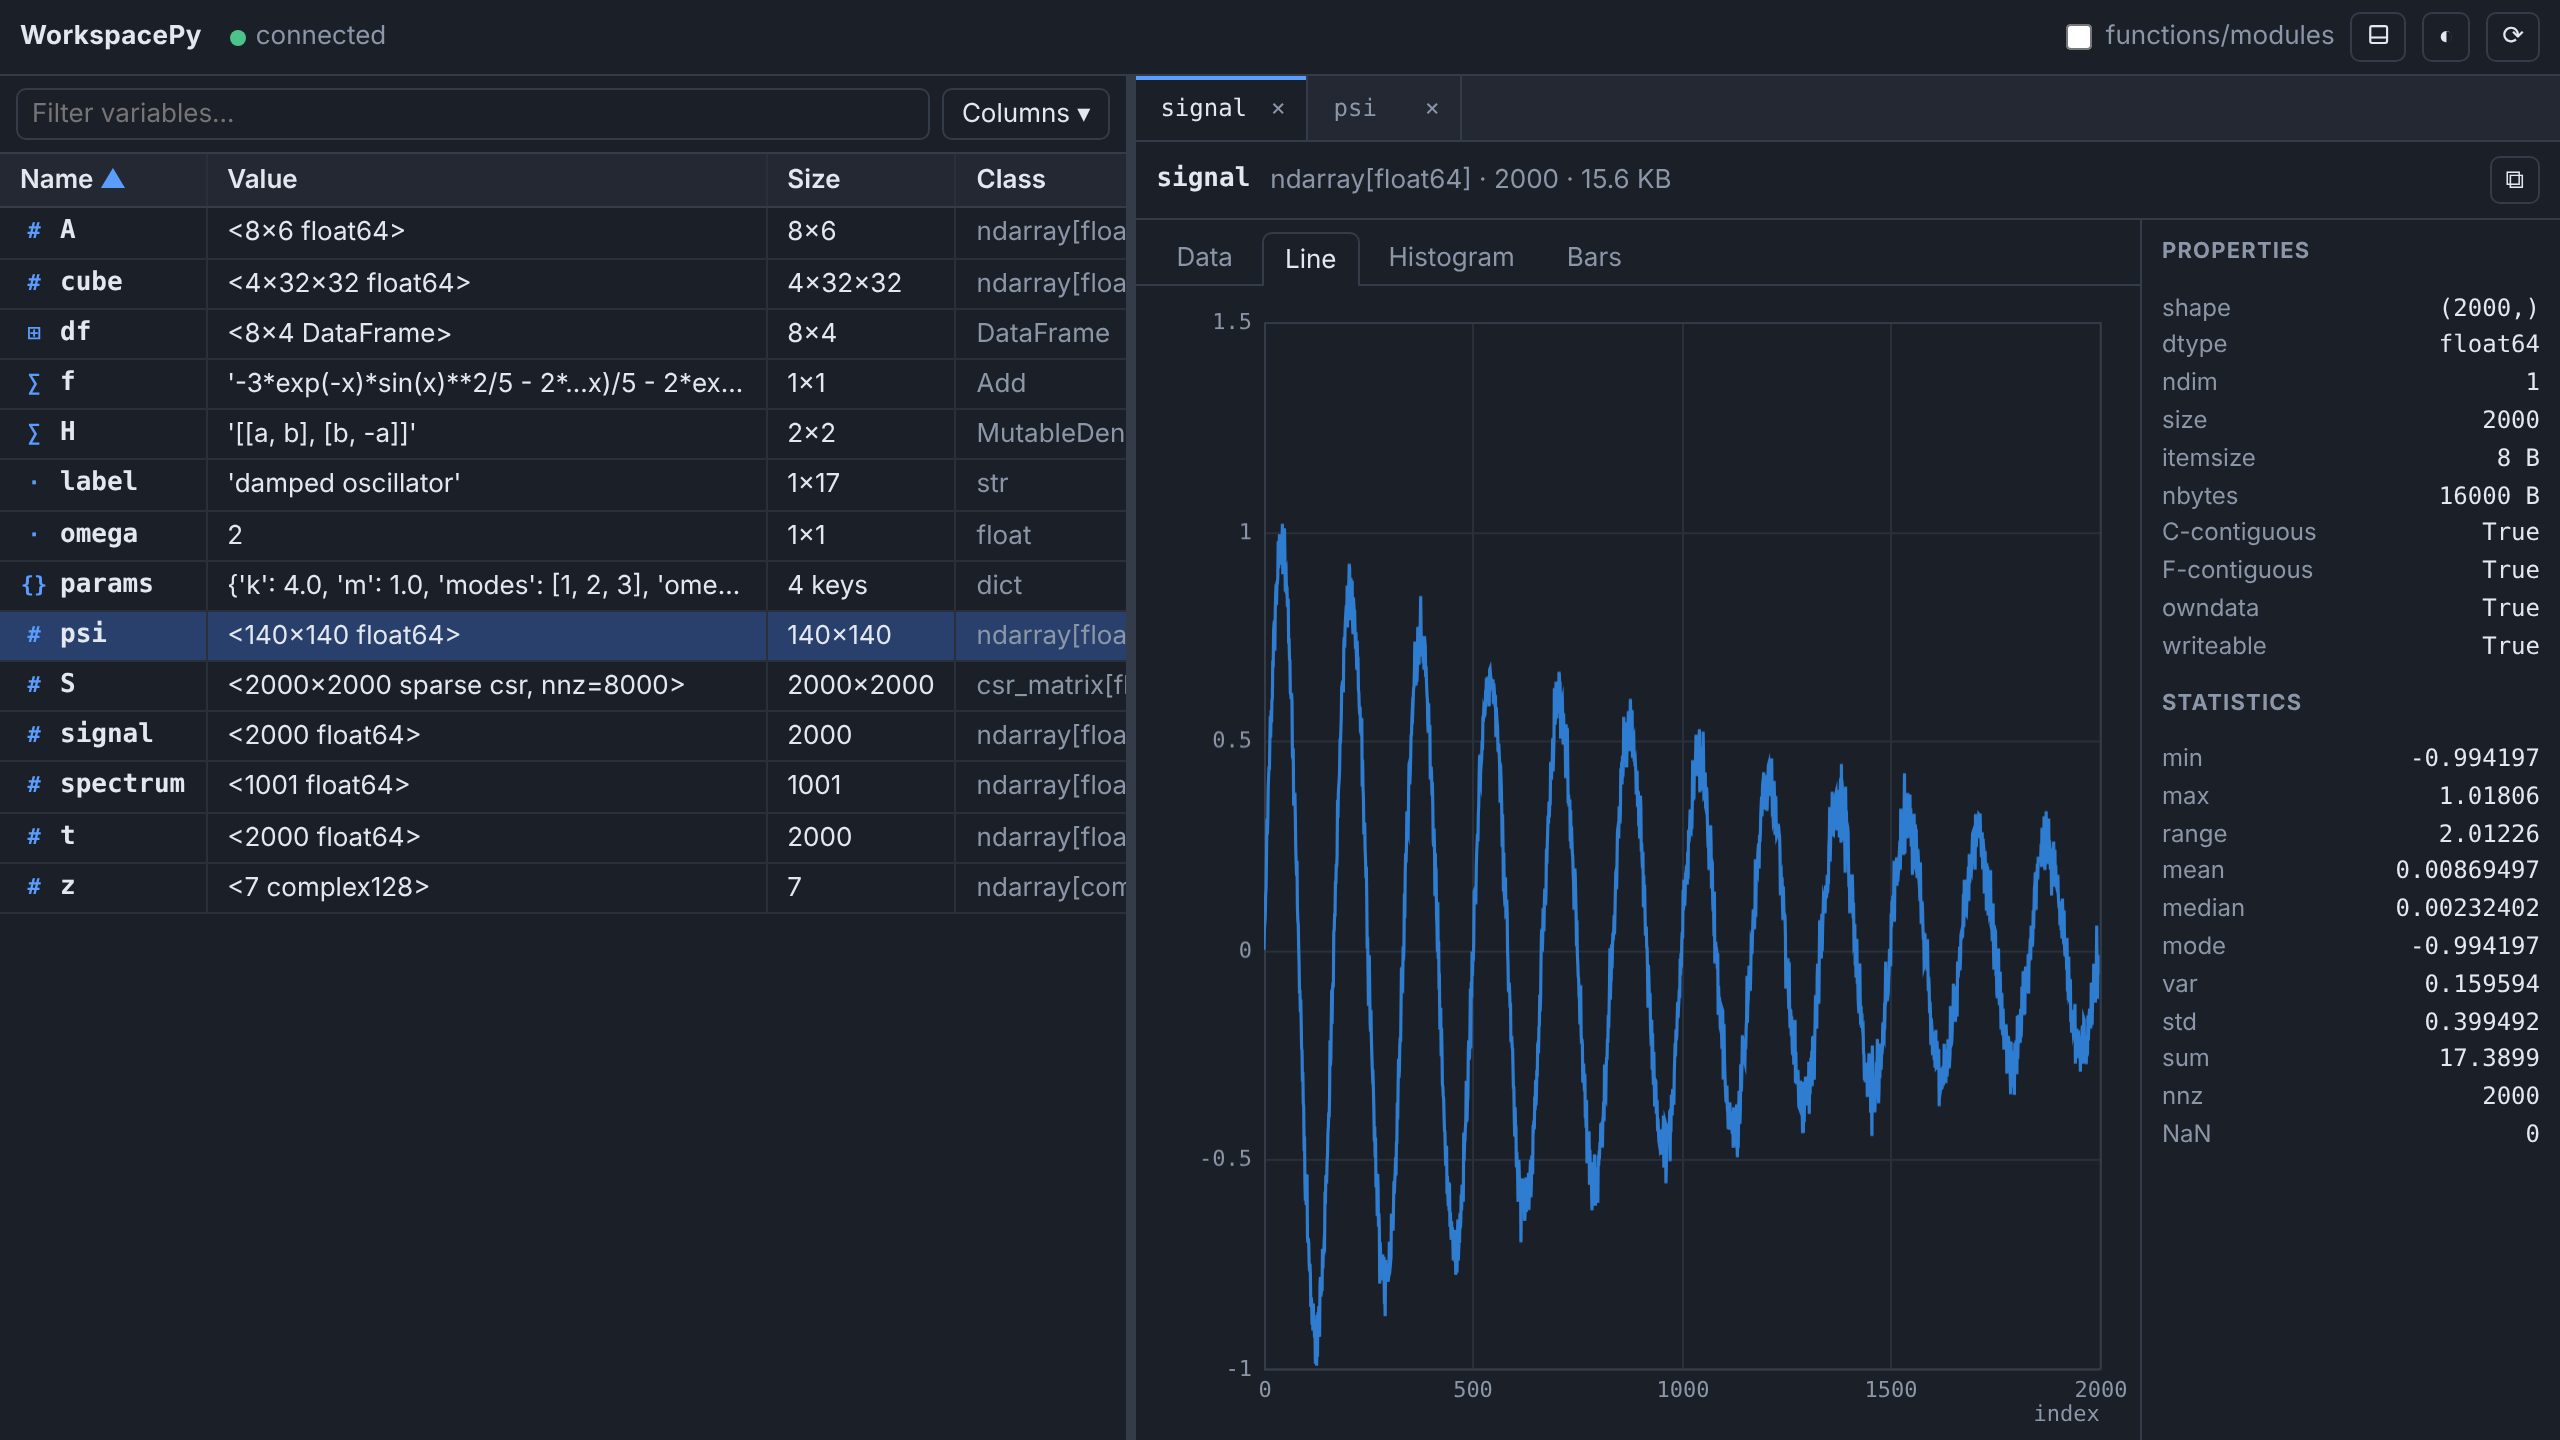 WorkspacePy connected functions/modules
Filter variables... Columns ▾
Name ▲ Value Size Class
# A <8×6 float64> 8×6 ndarray[floa
# cube <4×32×32 float64> 4×32×32 ndarray[floa
⊞ df <8×4 DataFrame> 8×4 DataFrame
∑ f '-3*exp(-x)*sin(x)**2/5 - 2*...x)/5 - 2*ex... 1×1 Add
∑ H '[[a, b], [b, -a]]' 2×2 MutableDen
· label 'damped oscillator' 1×17 str
· omega 2 1×1 float
{} params {'k': 4.0, 'm': 1.0, 'modes': [1, 2, 3], 'ome... 4 keys dict
# psi <140×140 float64> 140×140 ndarray[floa
# S <2000×2000 sparse csr, nnz=8000> 2000×2000 csr_matrix[fl
# signal <2000 float64> 2000 ndarray[floa
# spectrum <1001 float64> 1001 ndarray[floa
# t <2000 float64> 2000 ndarray[floa
# z <7 complex128> 7 ndarray[com
signal × psi ×
signal ndarray[float64] · 2000 · 15.6 KB
Data Line Histogram Bars
1.5
1
0.5
0
-0.5
-1
0 500 1000 1500 2000
index
PROPERTIES
shape (2000,)
dtype float64
ndim 1
size 2000
itemsize 8 B
nbytes 16000 B
C-contiguous True
F-contiguous True
owndata True
writeable True
STATISTICS
min -0.994197
max 1.01806
range 2.01226
mean 0.00869497
median 0.00232402
mode -0.994197
var 0.159594
std 0.399492
sum 17.3899
nnz 2000
NaN 0